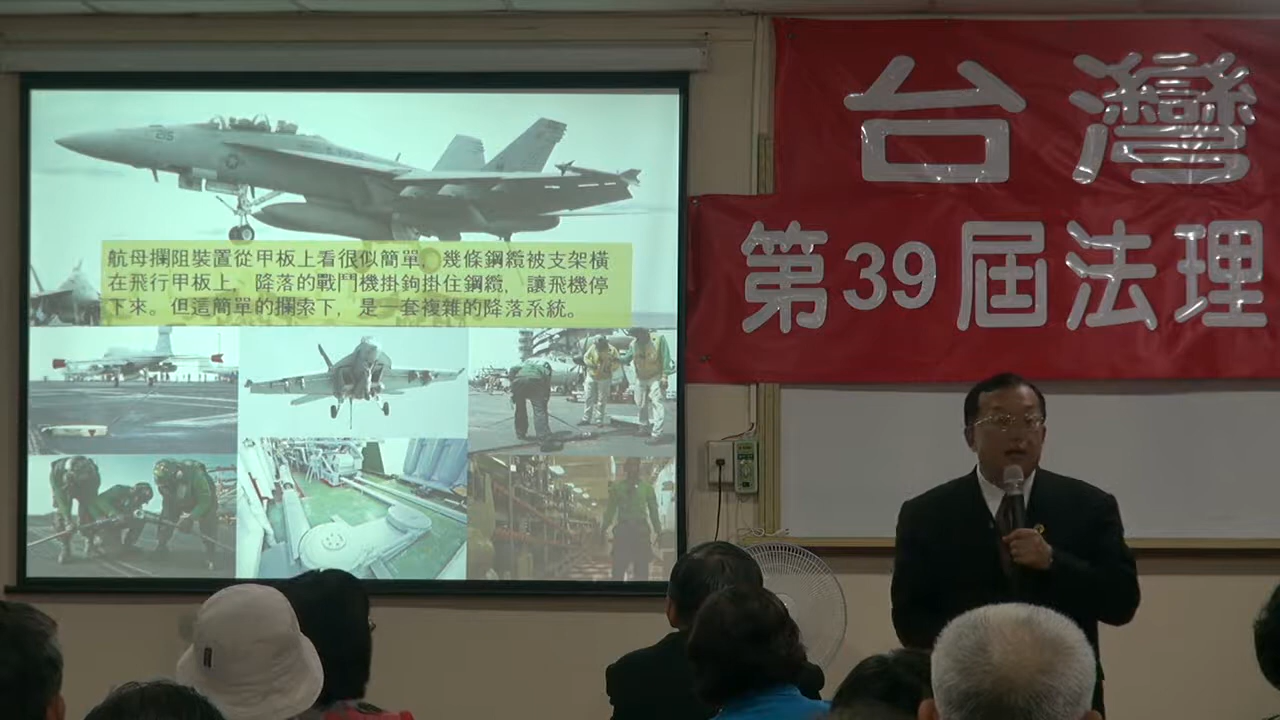 航母攔阻裝置從甲板上看很似簡單，幾條鋼纜被支架橫
在飛行甲板上，降落的戰鬥機掛鉤掛住鋼纜，讓飛機停
下來。但這簡單的攔索下，是一套複雜的降落系統。
台灣
第39屆法理